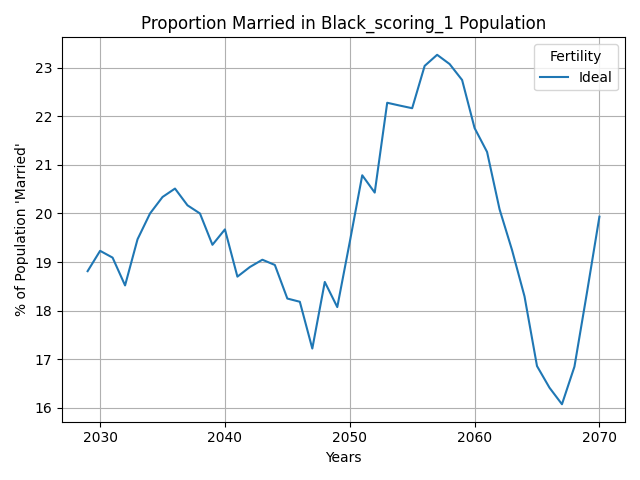 Proportion Married in Black_scoring_1 Population
Fertility
Ideal
% of Population 'Married'
23
22
21
20
19
18
17
16
2030 2040 2050 2060 2070
Years